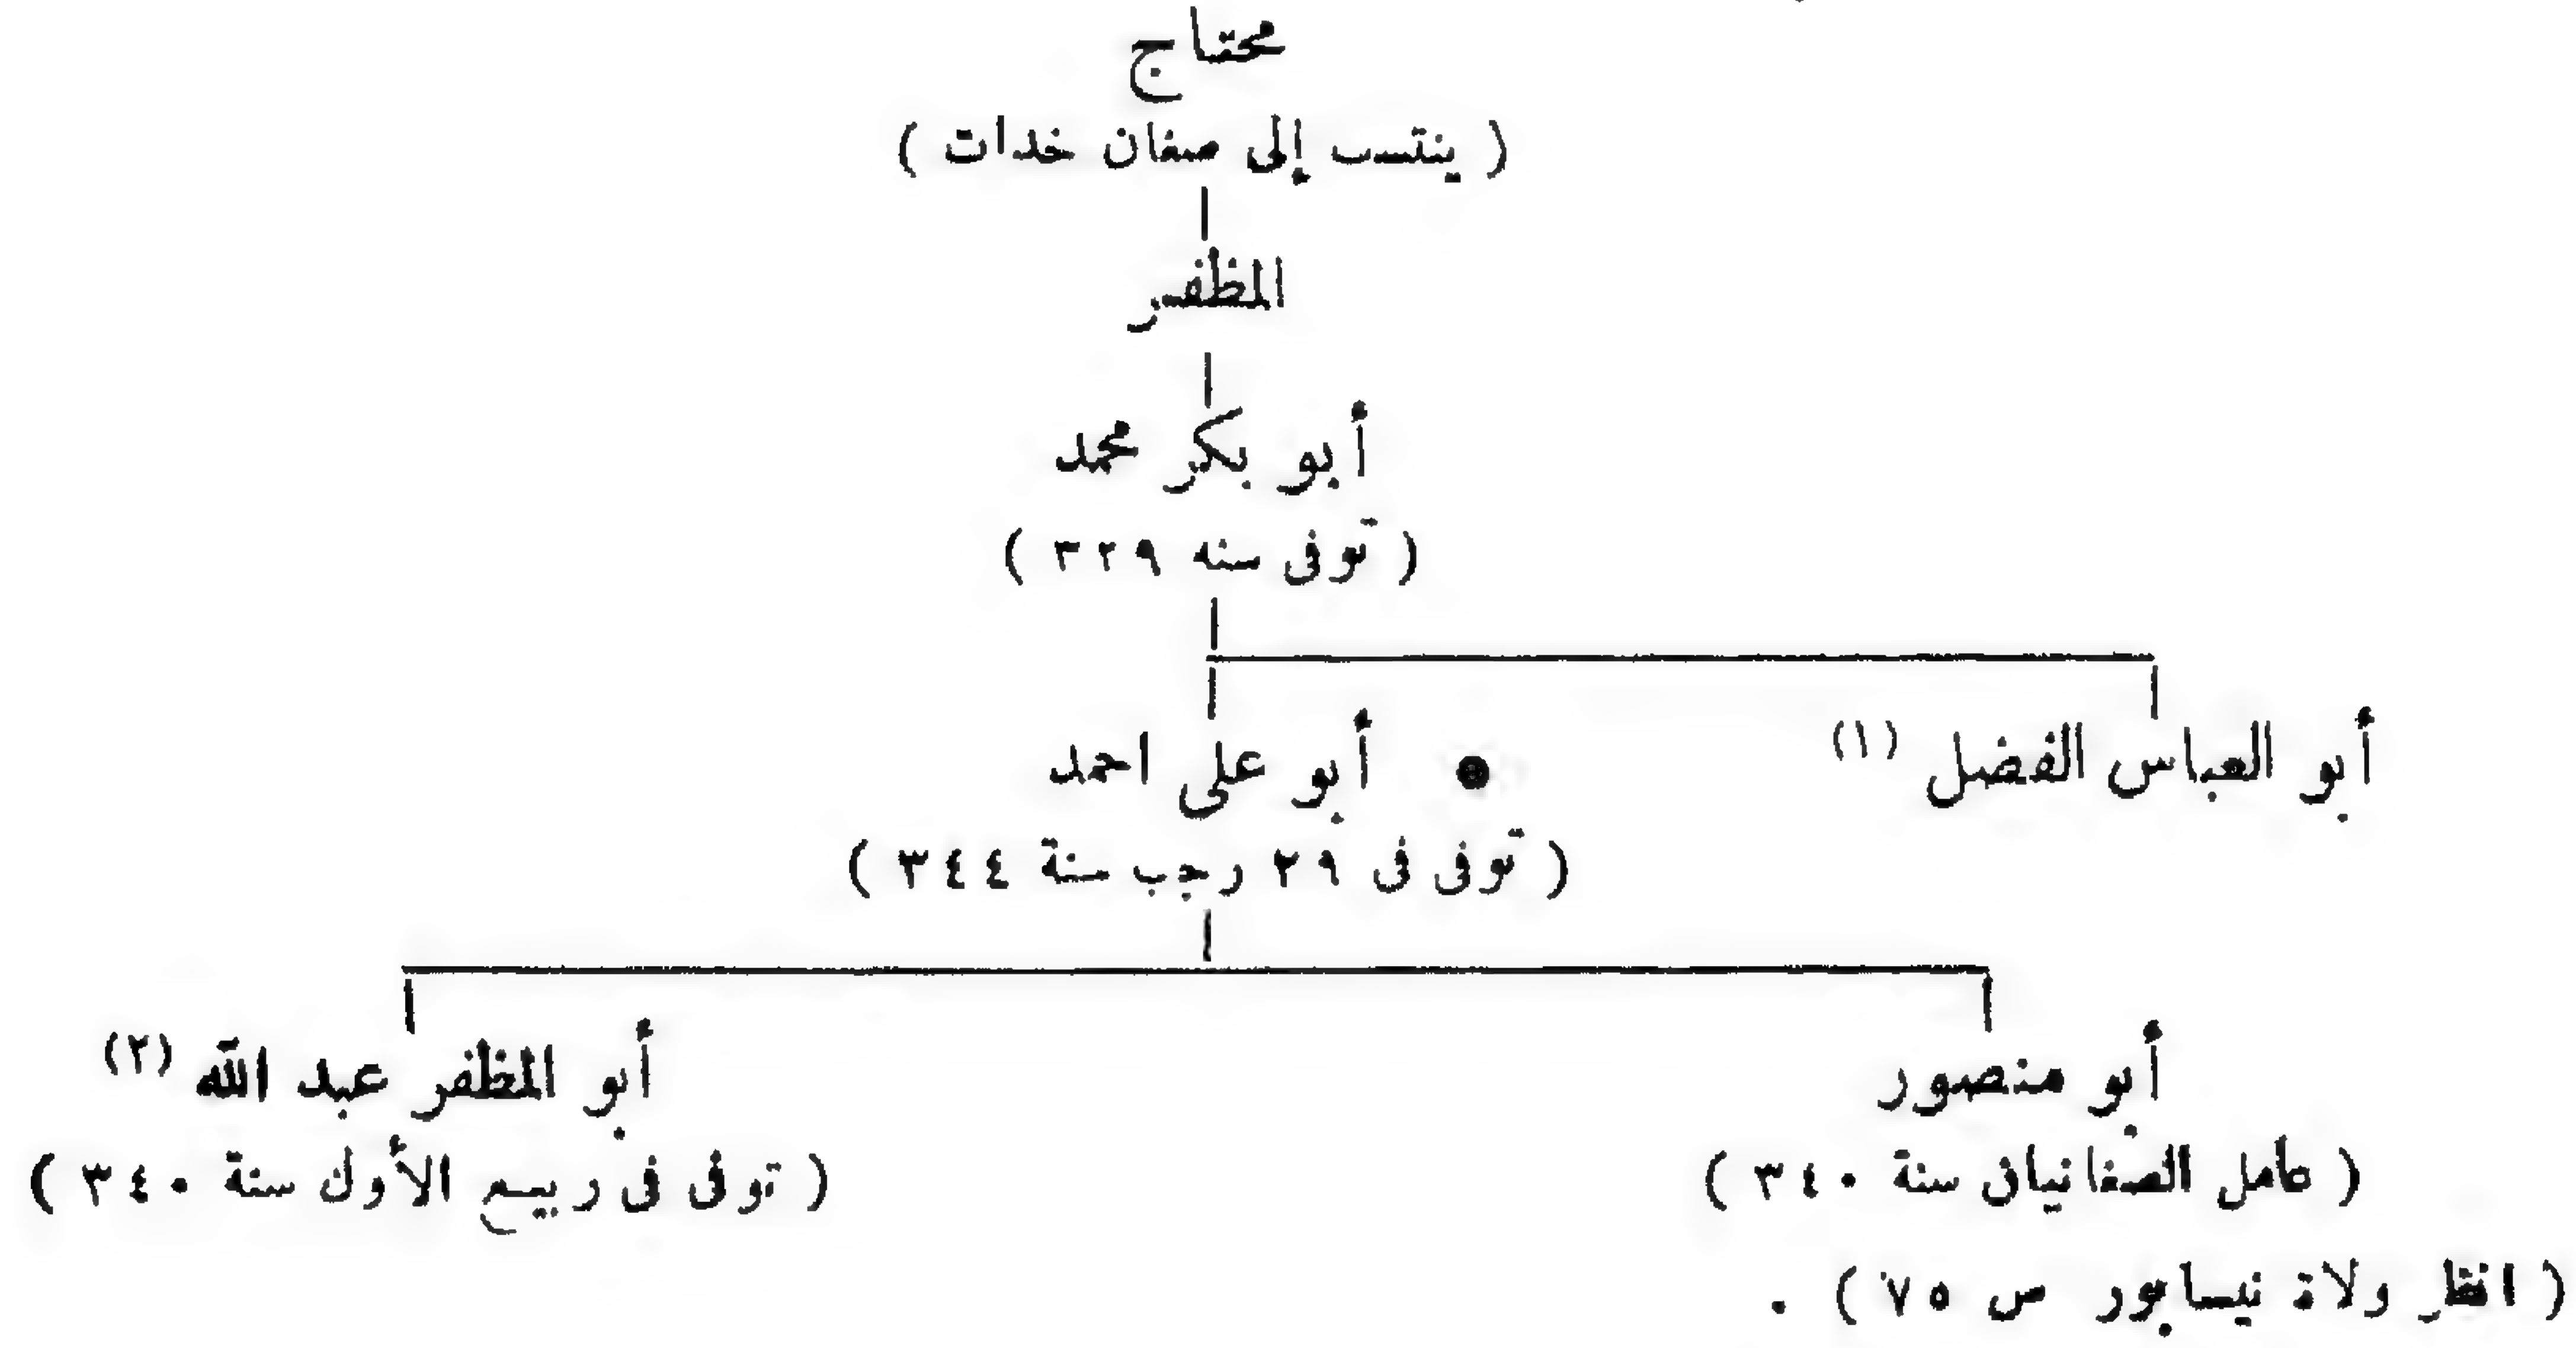 محتاج
( ينتسب إلى صغان خدات )
المظفر
أبو بكر محمد
( توفى سنه ٣٢٩ )
أبو العباس الفضل (١)
● أبو على احمد
( توفى فى ٢٩ رجب سنة ٣٤٤ )
أبو منصور
( عامل الصغانيان سنة ٣٤٠ )
( انظر ولاة نيسابور ص ٧٥ ) .
أبو المظفر عبد الله (٢)
( توفى فى ربيع الأول سنة ٣٤٠ )